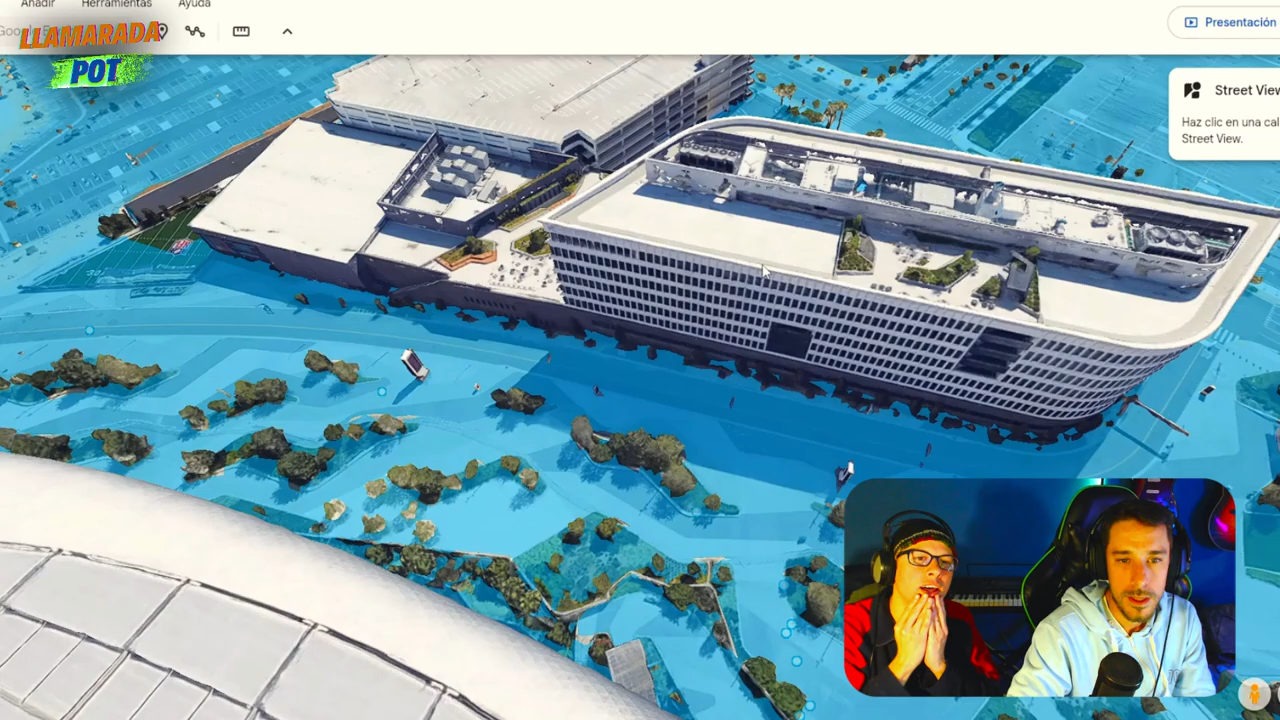 Añadir Herramientas Ayuda
LLAMARADA
POT
Presentación
Street View
Haz clic en una cal
Street View.